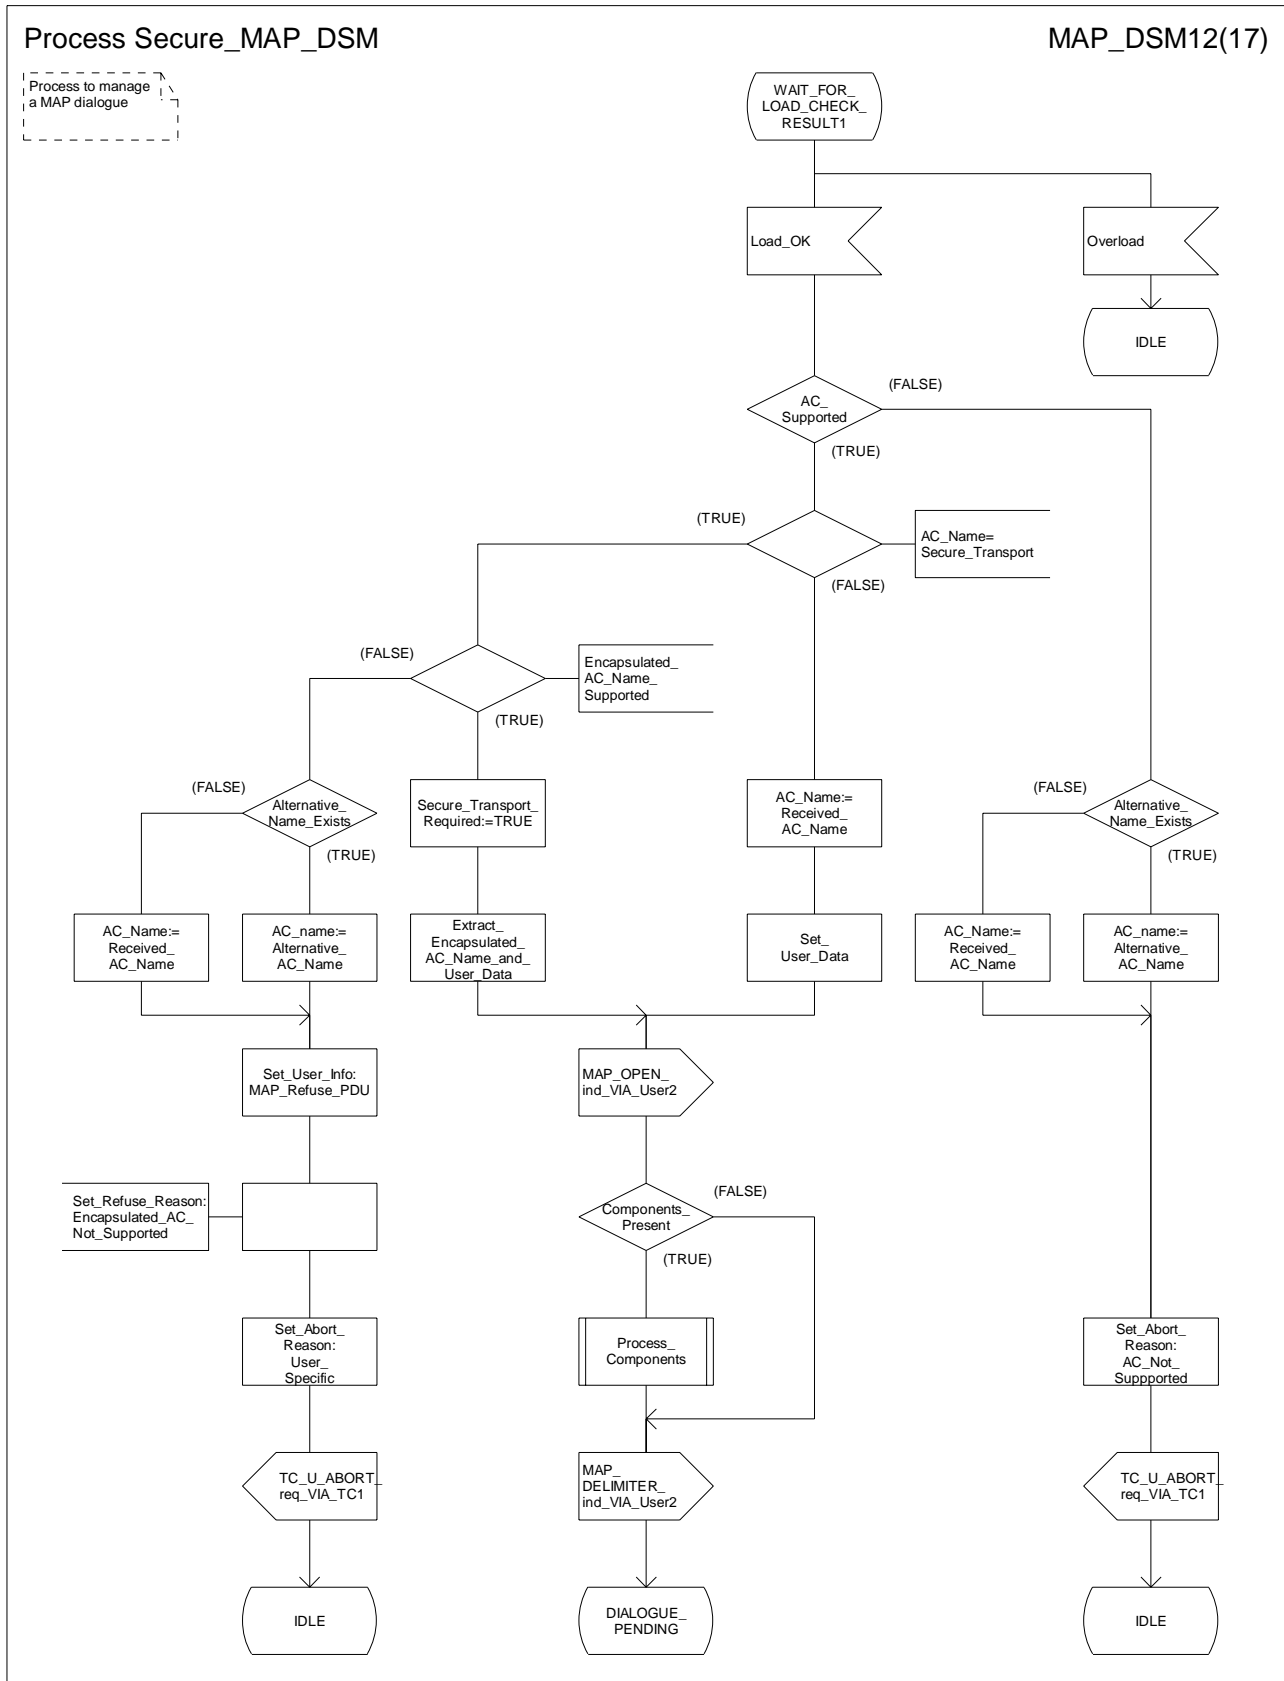 Process Secure_MAP_DSM
MAP_DSM12(17)
Process to manage
a MAP dialogue
WAIT_FOR_
LOAD_CHECK_
RESULT1
Load_OK
Overload
IDLE
AC_
Supported
(FALSE)
(TRUE)
(TRUE)
AC_Name=
Secure_Transport
(FALSE)
(FALSE)
Encapsulated_
AC_Name_
Supported
(TRUE)
(FALSE)
Alternative_
Name_Exists
(TRUE)
Secure_Transport_
Required:=TRUE
AC_Name:=
Received_
AC_Name
(FALSE)
Alternative_
Name_Exists
(TRUE)
AC_Name:=
Received_
AC_Name
AC_name:=
Alternative_
AC_Name
Extract_
Encapsulated_
AC_Name_and_
User_Data
Set_
User_Data
AC_Name:=
Received_
AC_Name
AC_name:=
Alternative_
AC_Name
Set_User_Info:
MAP_Refuse_PDU
MAP_OPEN_
ind_VIA_User2
Set_Refuse_Reason:
Encapsulated_AC_
Not_Supported
Components_
Present
(FALSE)
(TRUE)
Set_Abort_
Reason:
User_
Specific
Process_
Components
Set_Abort_
Reason:
AC_Not_
Suppported
TC_U_ABORT_
req_VIA_TC1
MAP_
DELIMITER_
ind_VIA_User2
TC_U_ABORT_
req_VIA_TC1
IDLE
DIALOGUE_
PENDING
IDLE